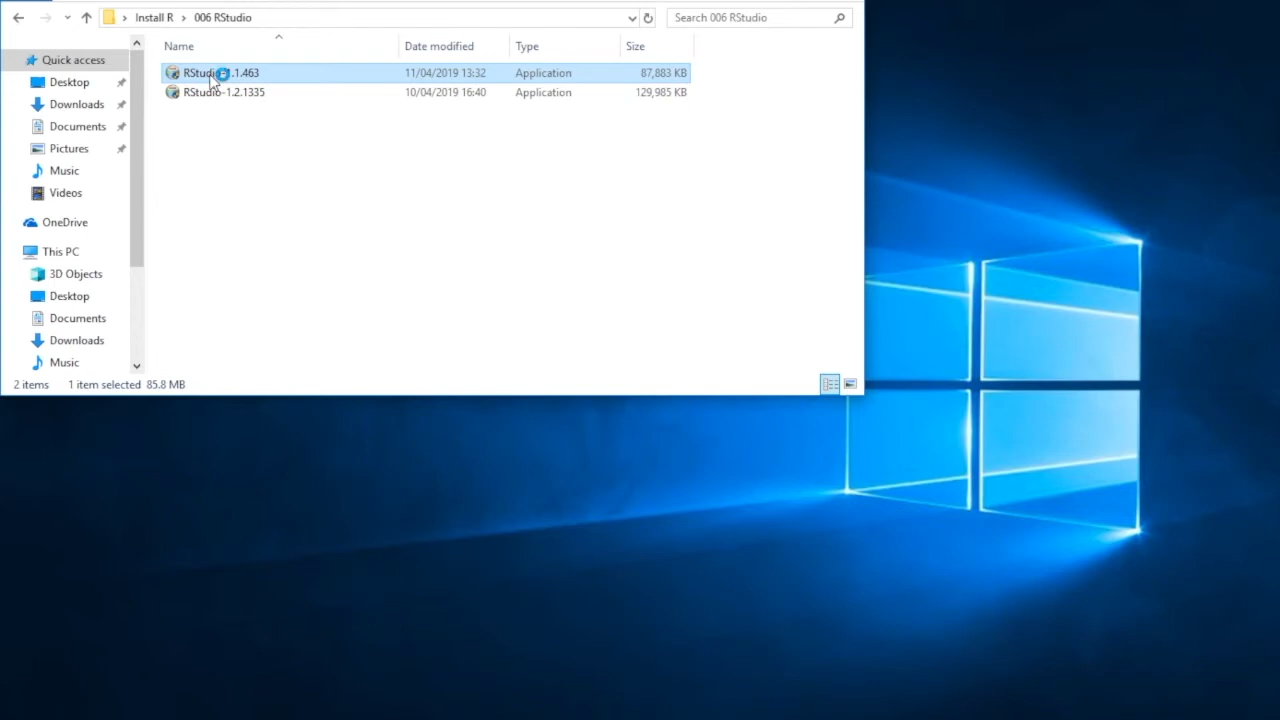 Install R > 006 RStudio
Search 006 RStudio
Name Date modified Type Size
Quick access
RStudio-1.1.463 11/04/2019 13:32 Application 87,883 KB
Desktop
RStudio-1.2.1335 10/04/2019 16:40 Application 129,985 KB
Downloads
Documents
Pictures
Music
Videos
OneDrive
This PC
3D Objects
Desktop
Documents
Downloads
Music
2 items 1 item selected 85.8 MB